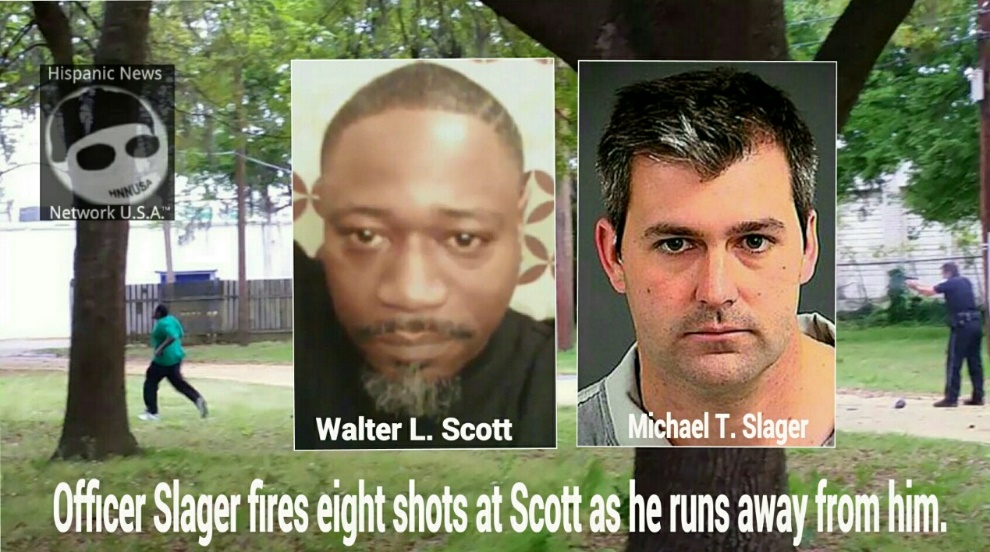 Hispanic News
HNNUSA
Network U.S.A.™
Walter L. Scott
Michael T. Slager
Officer Slager fires eight shots at Scott as he runs away from him.